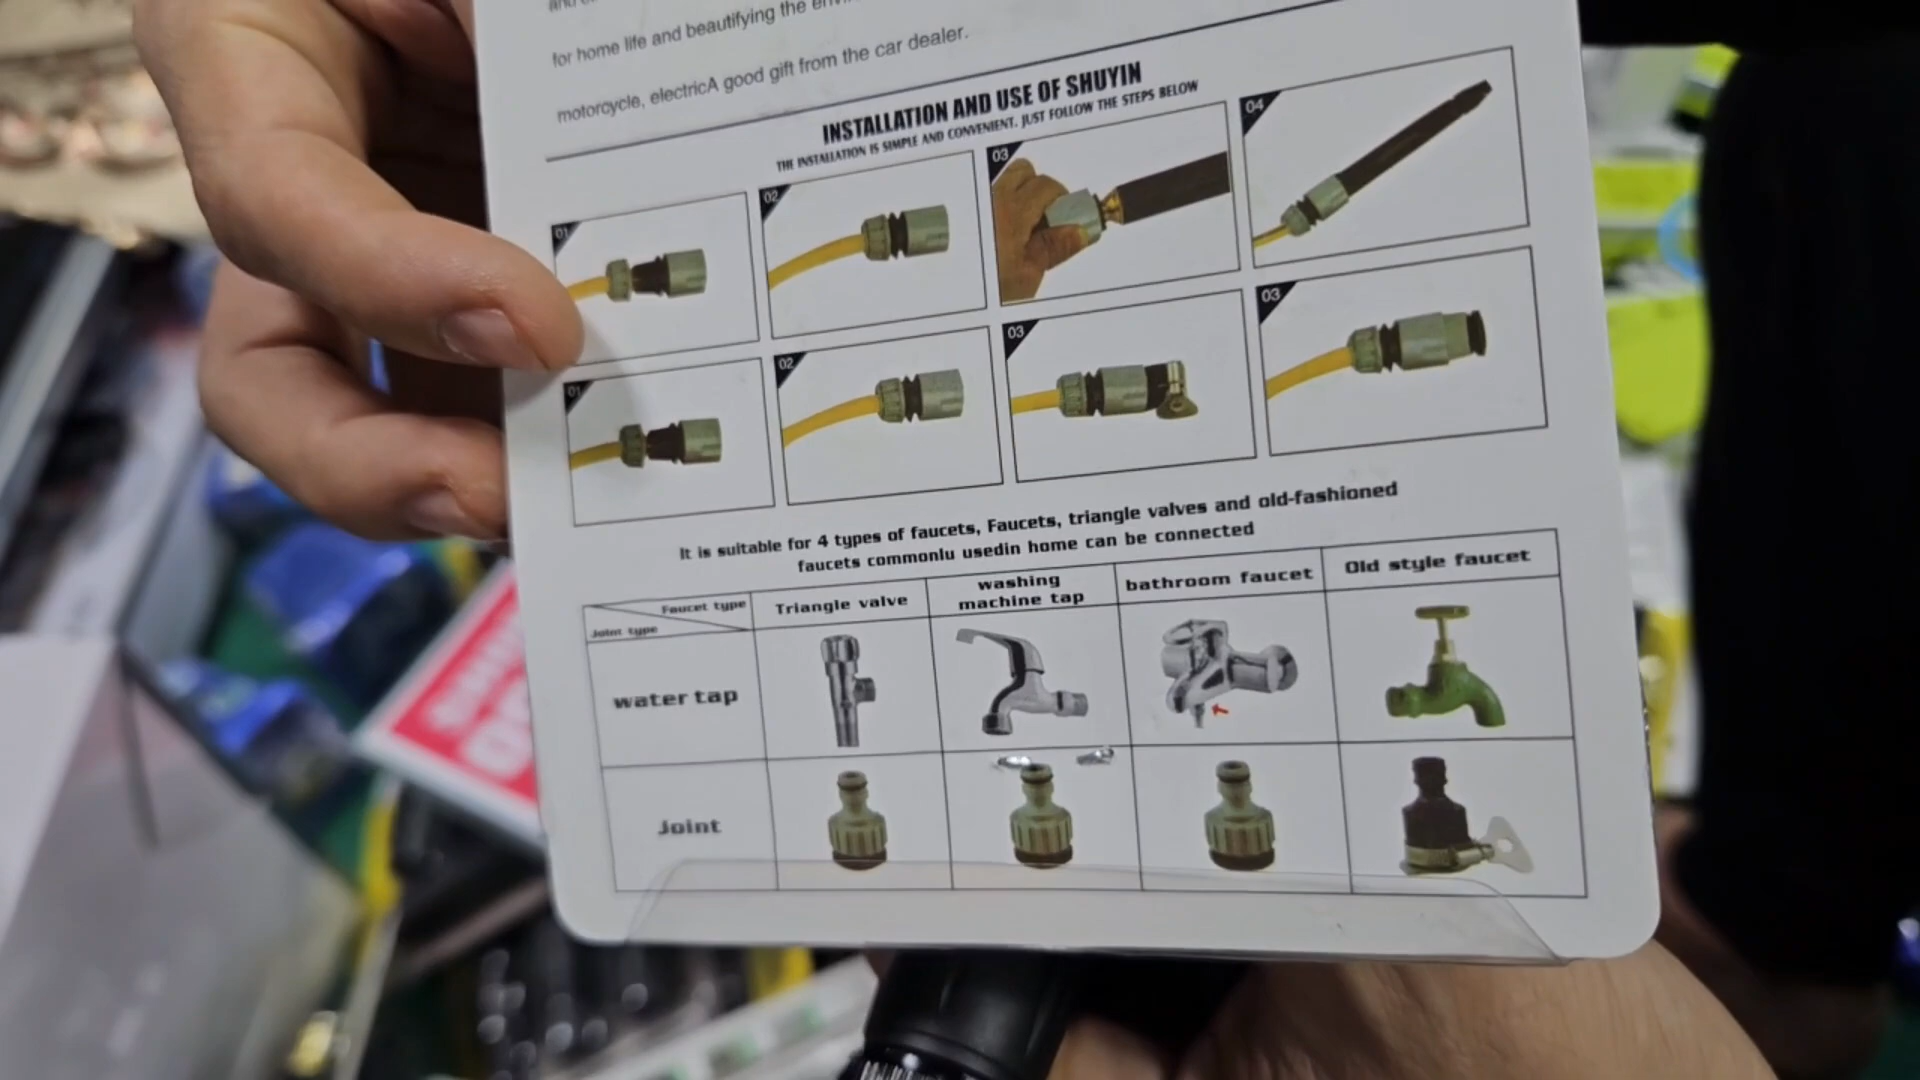 for home life and beautifying the
motorcycle, electricA good gift from the car dealer.
INSTALLATION AND USE OF SHUYIN
THE INSTALLATION IS SIMPLE AND CONVENIENT. JUST FOLLOW THE STEPS BELOW
01
02
03
04
01
02
03
03
It is suitable for 4 types of faucets, Faucets, triangle valves and old-fashioned
faucets commonlu usedin home can be connected
Faucet type
Joint type
Triangle valve
washing
machine tap
bathroom faucet
Old style faucet
water tap
Joint